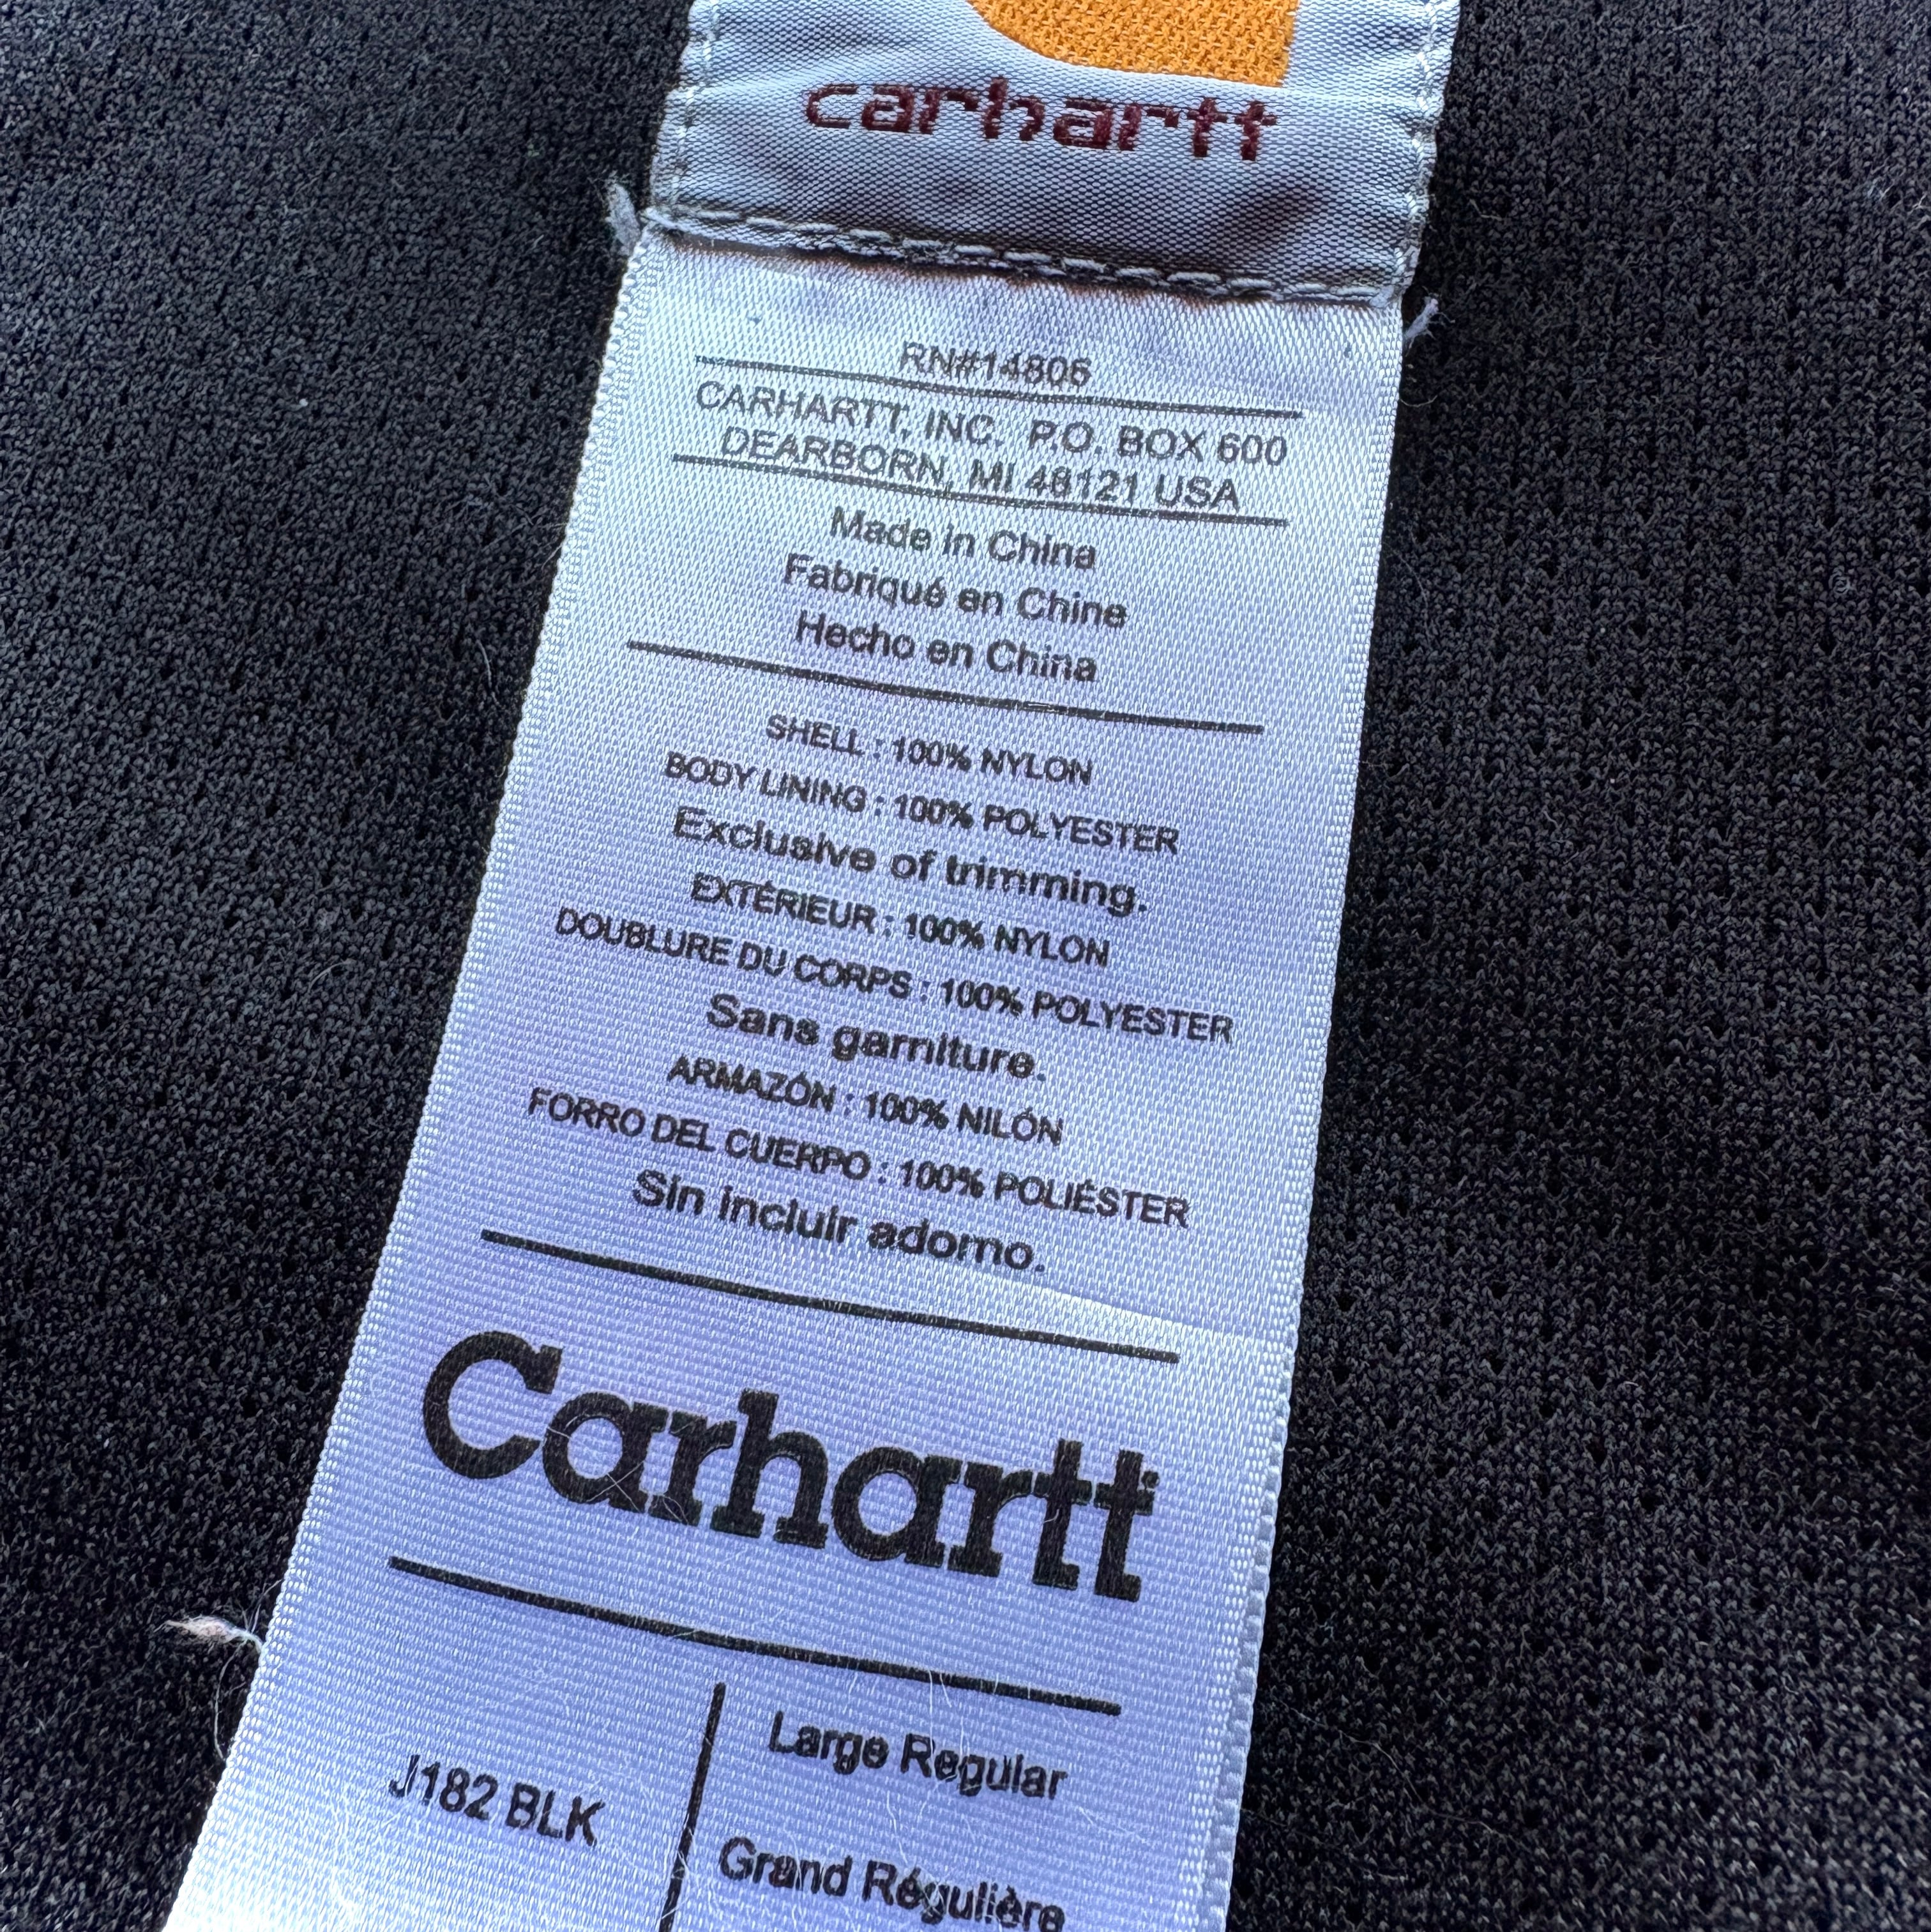 carhartt
RN#14806
CARHARTT, INC. P.O. BOX 600
DEARBORN, MI 48121 USA
Made in China
Fabriqué en Chine
Hecho en China
SHELL : 100% NYLON
BODY LINING : 100% POLYESTER
Exclusive of trimming.
EXTÉRIEUR : 100% NYLON
DOUBLURE DU CORPS : 100% POLYESTER
Sans garniture.
ARMAZÓN : 100% NILÓN
FORRO DEL CUERPO : 100% POLIÉSTER
Sin incluir adorno.
Carhartt
J182 BLK
Large Regular
Grand Régulière